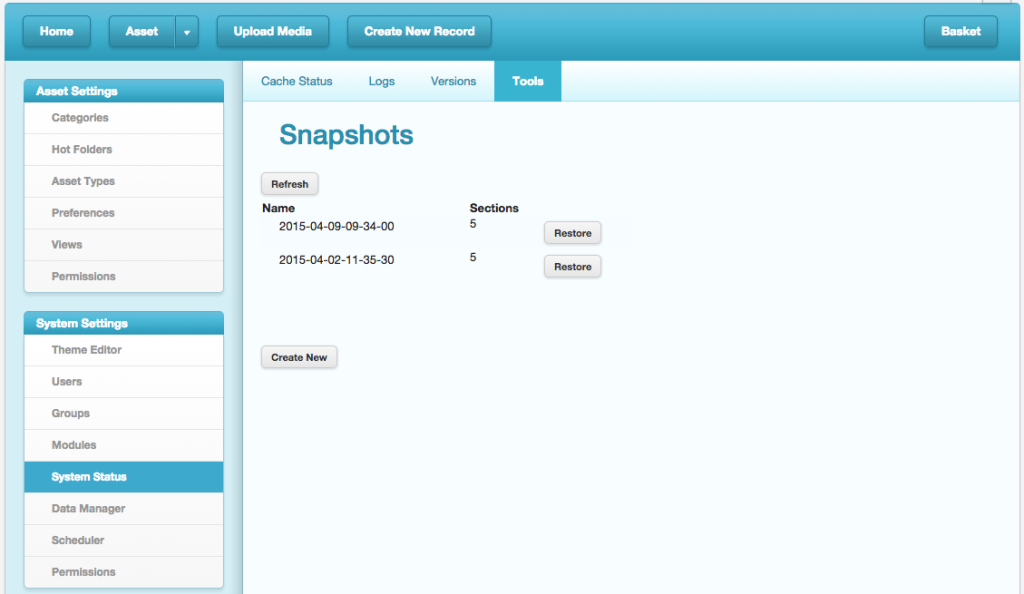 Home
Asset
Upload Media
Create New Record
Basket
Asset Settings
Categories
Hot Folders
Asset Types
Preferences
Views
Permissions
System Settings
Theme Editor
Users
Groups
Modules
System Status
Data Manager
Scheduler
Permissions
Cache Status
Logs
Versions
Tools
Snapshots
Refresh
Name Sections
2015-04-09-09-34-00 5 Restore
2015-04-02-11-35-30 5 Restore
Create New